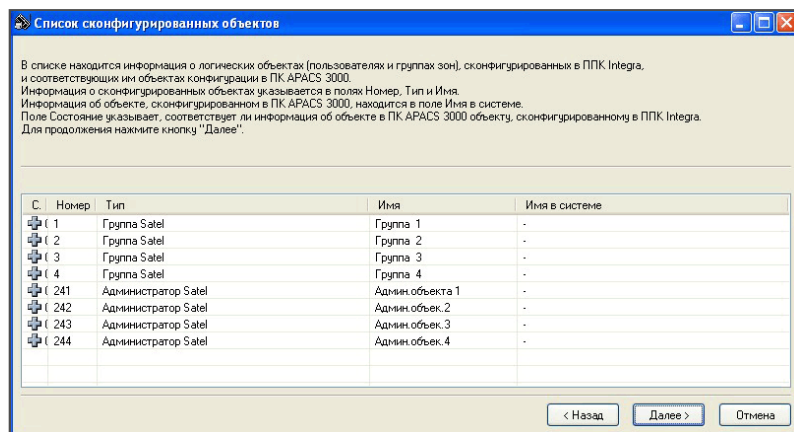 Список сконфигурированных объектов
В списке находится информация о логических объектах (пользователях и группах зон), сконфигурированных в ППК Integra,
и соответствующих им объектах конфигурации в ПК APACS 3000.
Информация о сконфигурированных объектах указывается в полях Номер, Тип и Имя.
Информация об объекте, сконфигурированном в ПК APACS 3000, находится в поле Имя в системе.
Поле Состояние указывает, соответствует ли информация об объекте в ПК APACS 3000 объекту, сконфигурированному в ППК Integra.
Для продолжения нажмите кнопку "Далее".
С. Номер Тип Имя Имя в системе
1 Группа Satel Группа 1 -
2 Группа Satel Группа 2 -
3 Группа Satel Группа 3 -
4 Группа Satel Группа 4 -
241 Администратор Satel Админ.объекта 1 -
242 Администратор Satel Админ.объек.2 -
243 Администратор Satel Админ.объек.3 -
244 Администратор Satel Админ.объек.4 -
< Назад Далее > Отмена